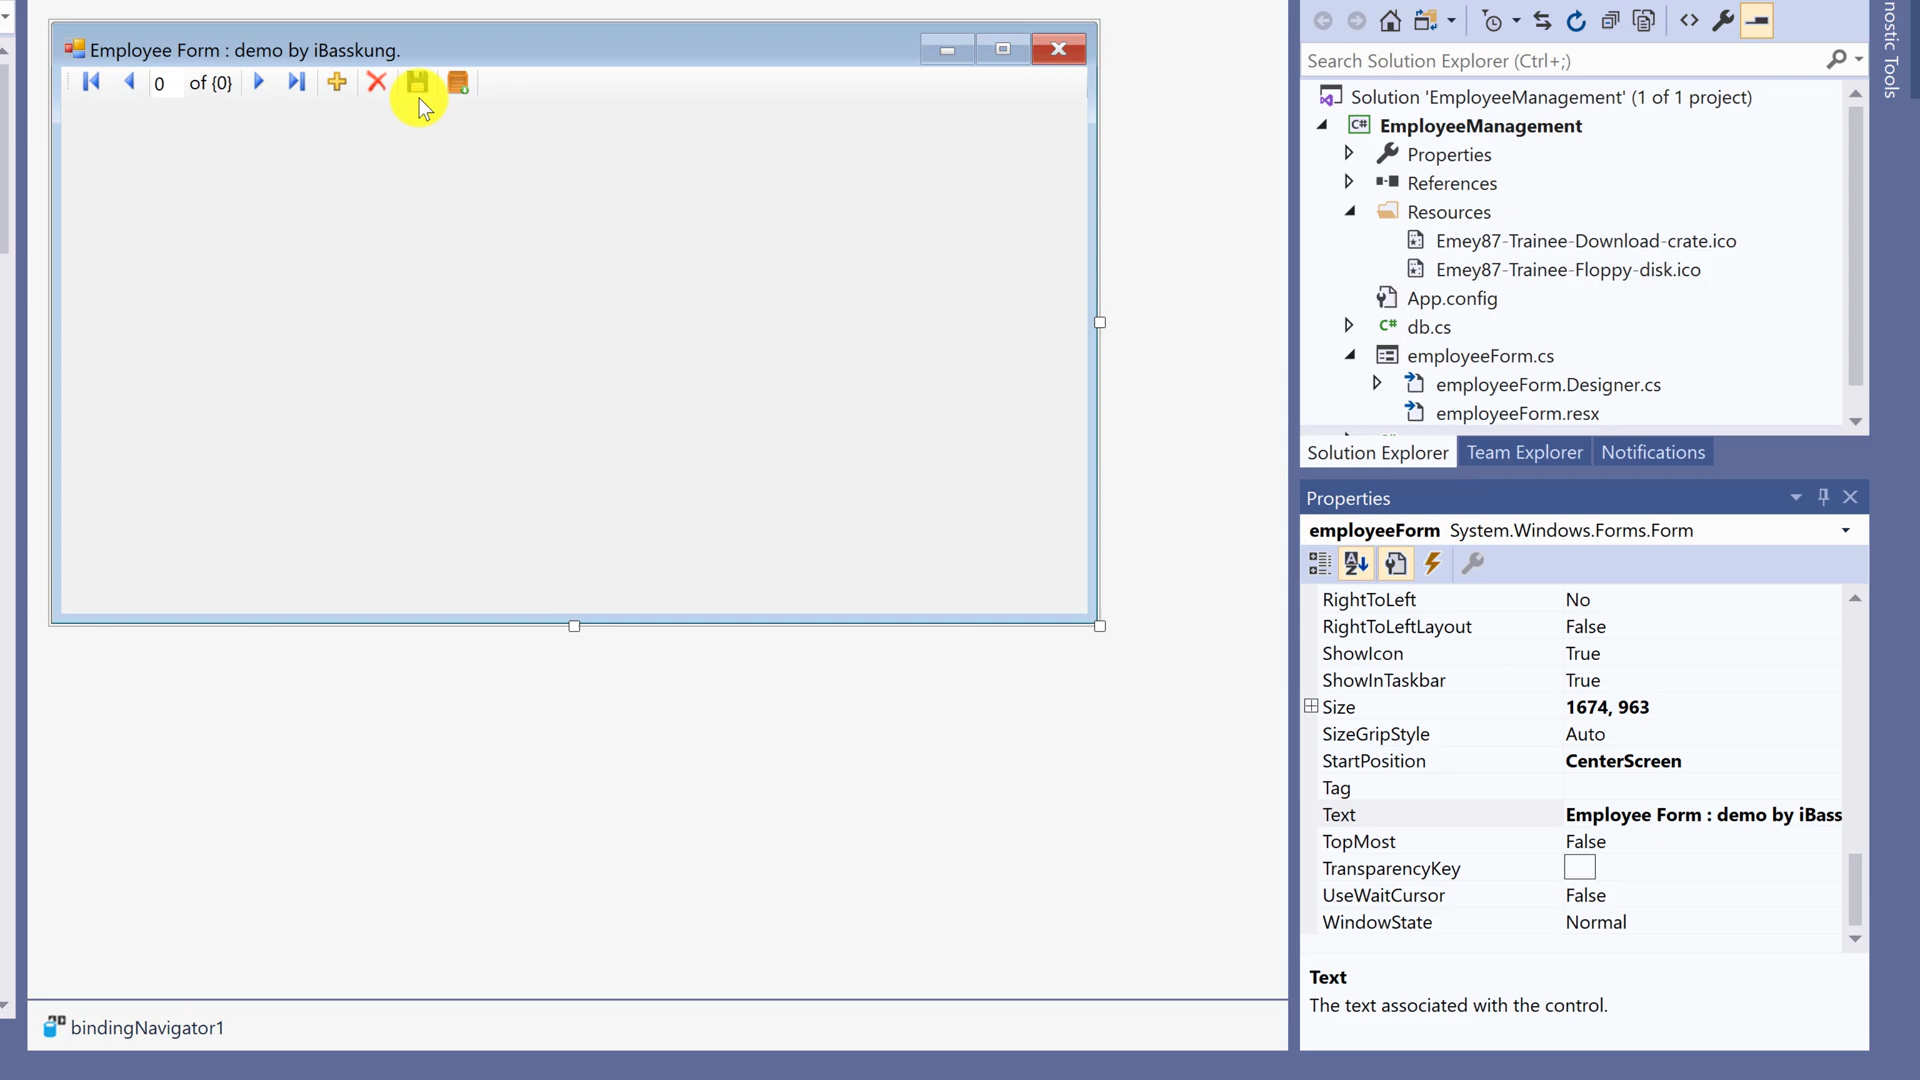 Employee Form : demo by iBasskung.
0 of {0}
bindingNavigator1
Search Solution Explorer (Ctrl+;)
Solution 'EmployeeManagement' (1 of 1 project)
C# EmployeeManagement
Properties
References
Resources
Emey87-Trainee-Download-crate.ico
Emey87-Trainee-Floppy-disk.ico
App.config
C# db.cs
employeeForm.cs
employeeForm.Designer.cs
employeeForm.resx
Solution Explorer Team Explorer Notifications
Properties
employeeForm System.Windows.Forms.Form
RightToLeft No
RightToLeftLayout False
ShowIcon True
ShowInTaskbar True
Size 1674, 963
SizeGripStyle Auto
StartPosition CenterScreen
Tag
Text Employee Form : demo by iBass
TopMost False
TransparencyKey
UseWaitCursor False
WindowState Normal
Text
The text associated with the control.
nostic Tools